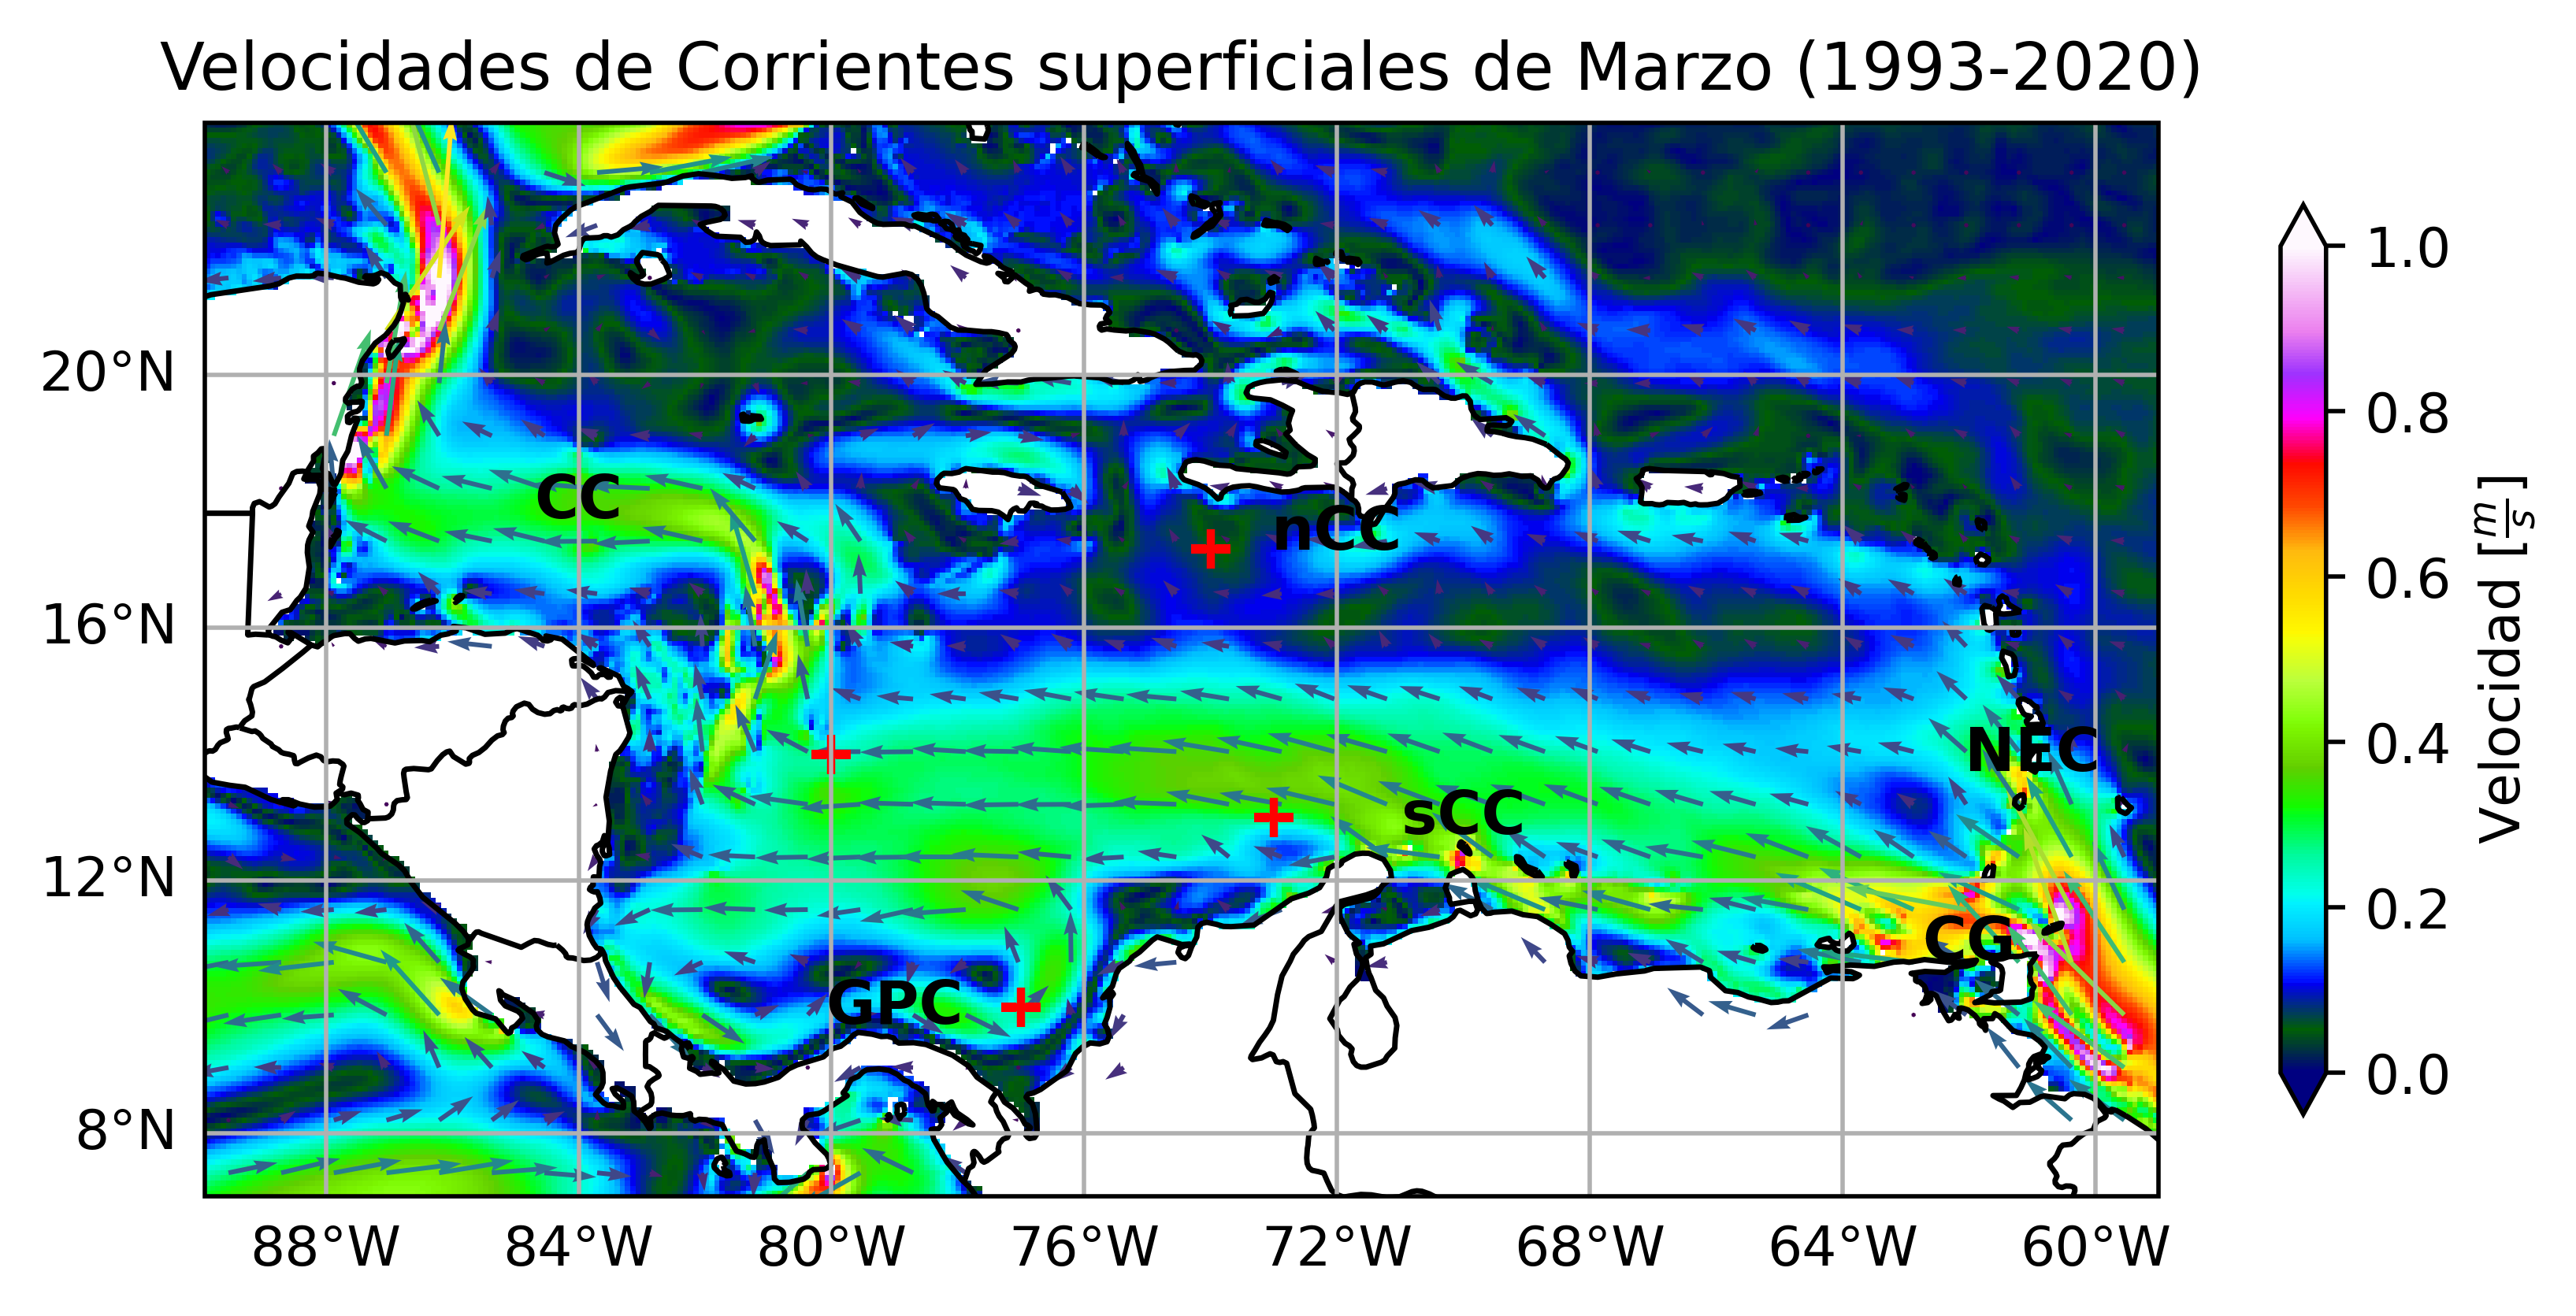 Velocidades de Corrientes superficiales de Marzo (1993-2020)
20°N
16°N
12°N
8°N
88°W 84°W 80°W 76°W 72°W 68°W 64°W 60°W
CC
nCC
NEC
sCC
CG
GPC
1.0
0.8
0.6
0.4
0.2
0.0
Velocidad [m/s]